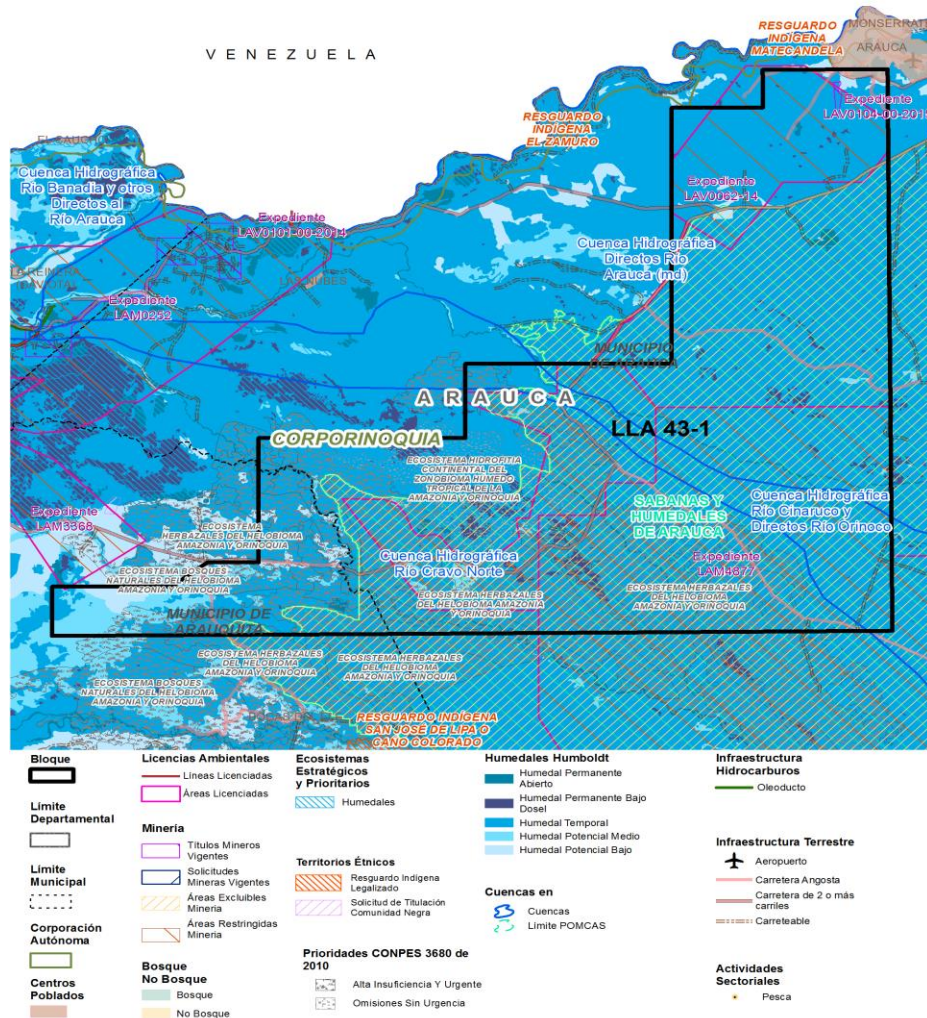 VENEZUELA
RESGUARDO
INDÍGENA
MATECANDELA
MONSERRAT
ARAUCA
RESGUARDO
INDÍGENA
EL ZAMURO
Expediente
LAV0104-00-201
EL CAUCHO
Cuenca Hidrográfica
Río Banadia y otros
Directos al
Río Arauca
Expediente
LAV0062-14
Expediente
LAV0101-00-2014
Cuenca Hidrográfica
Directos Río
Arauca (md)
Expediente
LAM0252
MUNICIPIO
ARAUCA
LLA 43-1
CORPORINOQUIA
ECOSISTEMA HIDROFITIA
CONTINENTAL DEL
ZONOBIOMA HUMEDO
TROPICAL DE LA
AMAZONIA Y ORINOQUIA
SABANAS Y
HUMEDALES
DE ARAUCA
Cuenca Hidrográfica
Río Cinaruco y
Directos Río Orinoco
Expediente
LAM3368
ECOSISTEMA
HERBAZALES DEL HELOBIOMA
AMAZONIA Y ORINOQUIA
Cuenca Hidrográfica
Río Cravo Norte
Expediente
LAM4877
ECOSISTEMA BOSQUES
NATURALES DEL HELOBIOMA
AMAZONIA Y ORINOQUIA
ECOSISTEMA HERBAZALES
DEL HELOBIOMA AMAZONIA
Y ORINOQUIA
ECOSISTEMA HERBAZALES
DEL HELOBIOMA
AMAZONIA Y ORINOQUIA
MUNICIPIO DE
ARAUQUITA
ECOSISTEMA HERBAZALES
DEL HELOBIOMA
AMAZONIA Y ORINOQUIA
ECOSISTEMA HERBAZALES
DEL HELOBIOMA
AMAZONIA Y ORINOQUIA
ECOSISTEMA BOSQUES
NATURALES DEL HELOBIOMA
AMAZONIA Y ORINOQUIA
RESGUARDO INDÍGENA
SAN JOSÉ DE LIPA O
CAÑO COLORADO
Bloque
Límite
Departamental
Límite
Municipal
Corporación
Autónoma
Centros
Poblados
Licencias Ambientales
Líneas Licenciadas
Áreas Licenciadas
Minería
Títulos Mineros
Vigentes
Solicitudes
Mineras Vigentes
Áreas Excluibles
Mineria
Áreas Restringidas
Mineria
Bosque
No Bosque
Bosque
No Bosque
Ecosistemas
Estratégicos
y Prioritarios
Humedales
Territorios Étnicos
Resguardo Indígena
Legalizado
Solicitud de Titulación
Comunidad Negra
Prioridades CONPES 3680 de
2010
Alta Insuficiencia Y Urgente
Omisiones Sin Urgencia
Humedales Humboldt
Humedal Permanente
Abierto
Humedal Permanente Bajo
Dosel
Humedal Temporal
Humedal Potencial Medio
Humedal Potencial Bajo
Cuencas en
Cuencas
Límite POMCAS
Infraestructura
Hidrocarburos
Oleoducto
Infraestructura Terrestre
Aeropuerto
Carretera Angosta
Carretera de 2 o más
carriles
Carreteable
Actividades
Sectoriales
Pesca